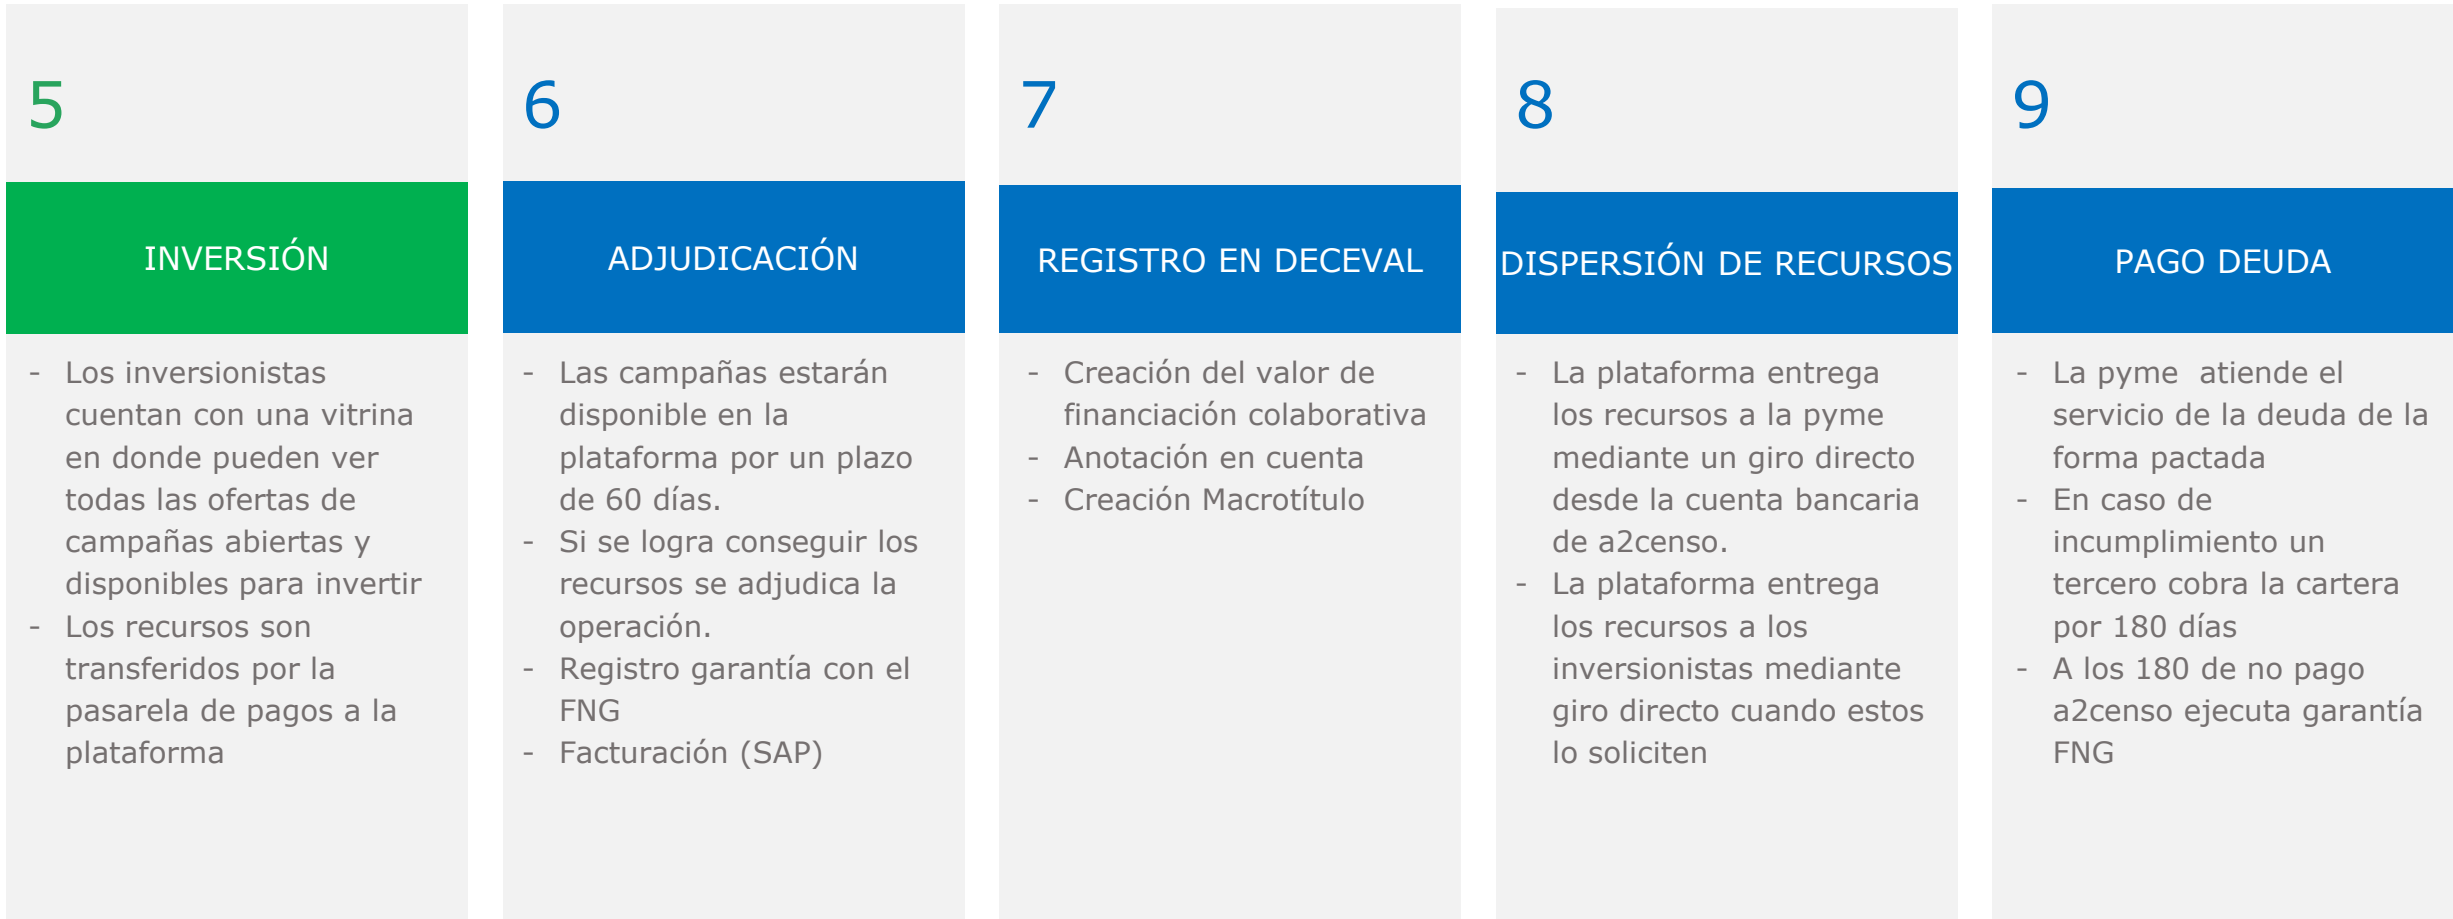 5
INVERSIÓN
- Los inversionistas
cuentan con una vitrina
en donde pueden ver
todas las ofertas de
campañas abiertas y
disponibles para invertir
- Los recursos son
transferidos por la
pasarela de pagos a la
plataforma
6
ADJUDICACIÓN
- Las campañas estarán
disponible en la
plataforma por un plazo
de 60 días.
- Si se logra conseguir los
recursos se adjudica la
operación.
- Registro garantía con el
FNG
- Facturación (SAP)
7
REGISTRO EN DECEVAL
- Creación del valor de
financiación colaborativa
- Anotación en cuenta
- Creación Macrotítulo
8
DISPERSIÓN DE RECURSOS
- La plataforma entrega
los recursos a la pyme
mediante un giro directo
desde la cuenta bancaria
de a2censo.
- La plataforma entrega
los recursos a los
inversionistas mediante
giro directo cuando estos
lo soliciten
9
PAGO DEUDA
- La pyme  atiende el
servicio de la deuda de la
forma pactada
- En caso de
incumplimiento un
tercero cobra la cartera
por 180 días
- A los 180 de no pago
a2censo ejecuta garantía
FNG